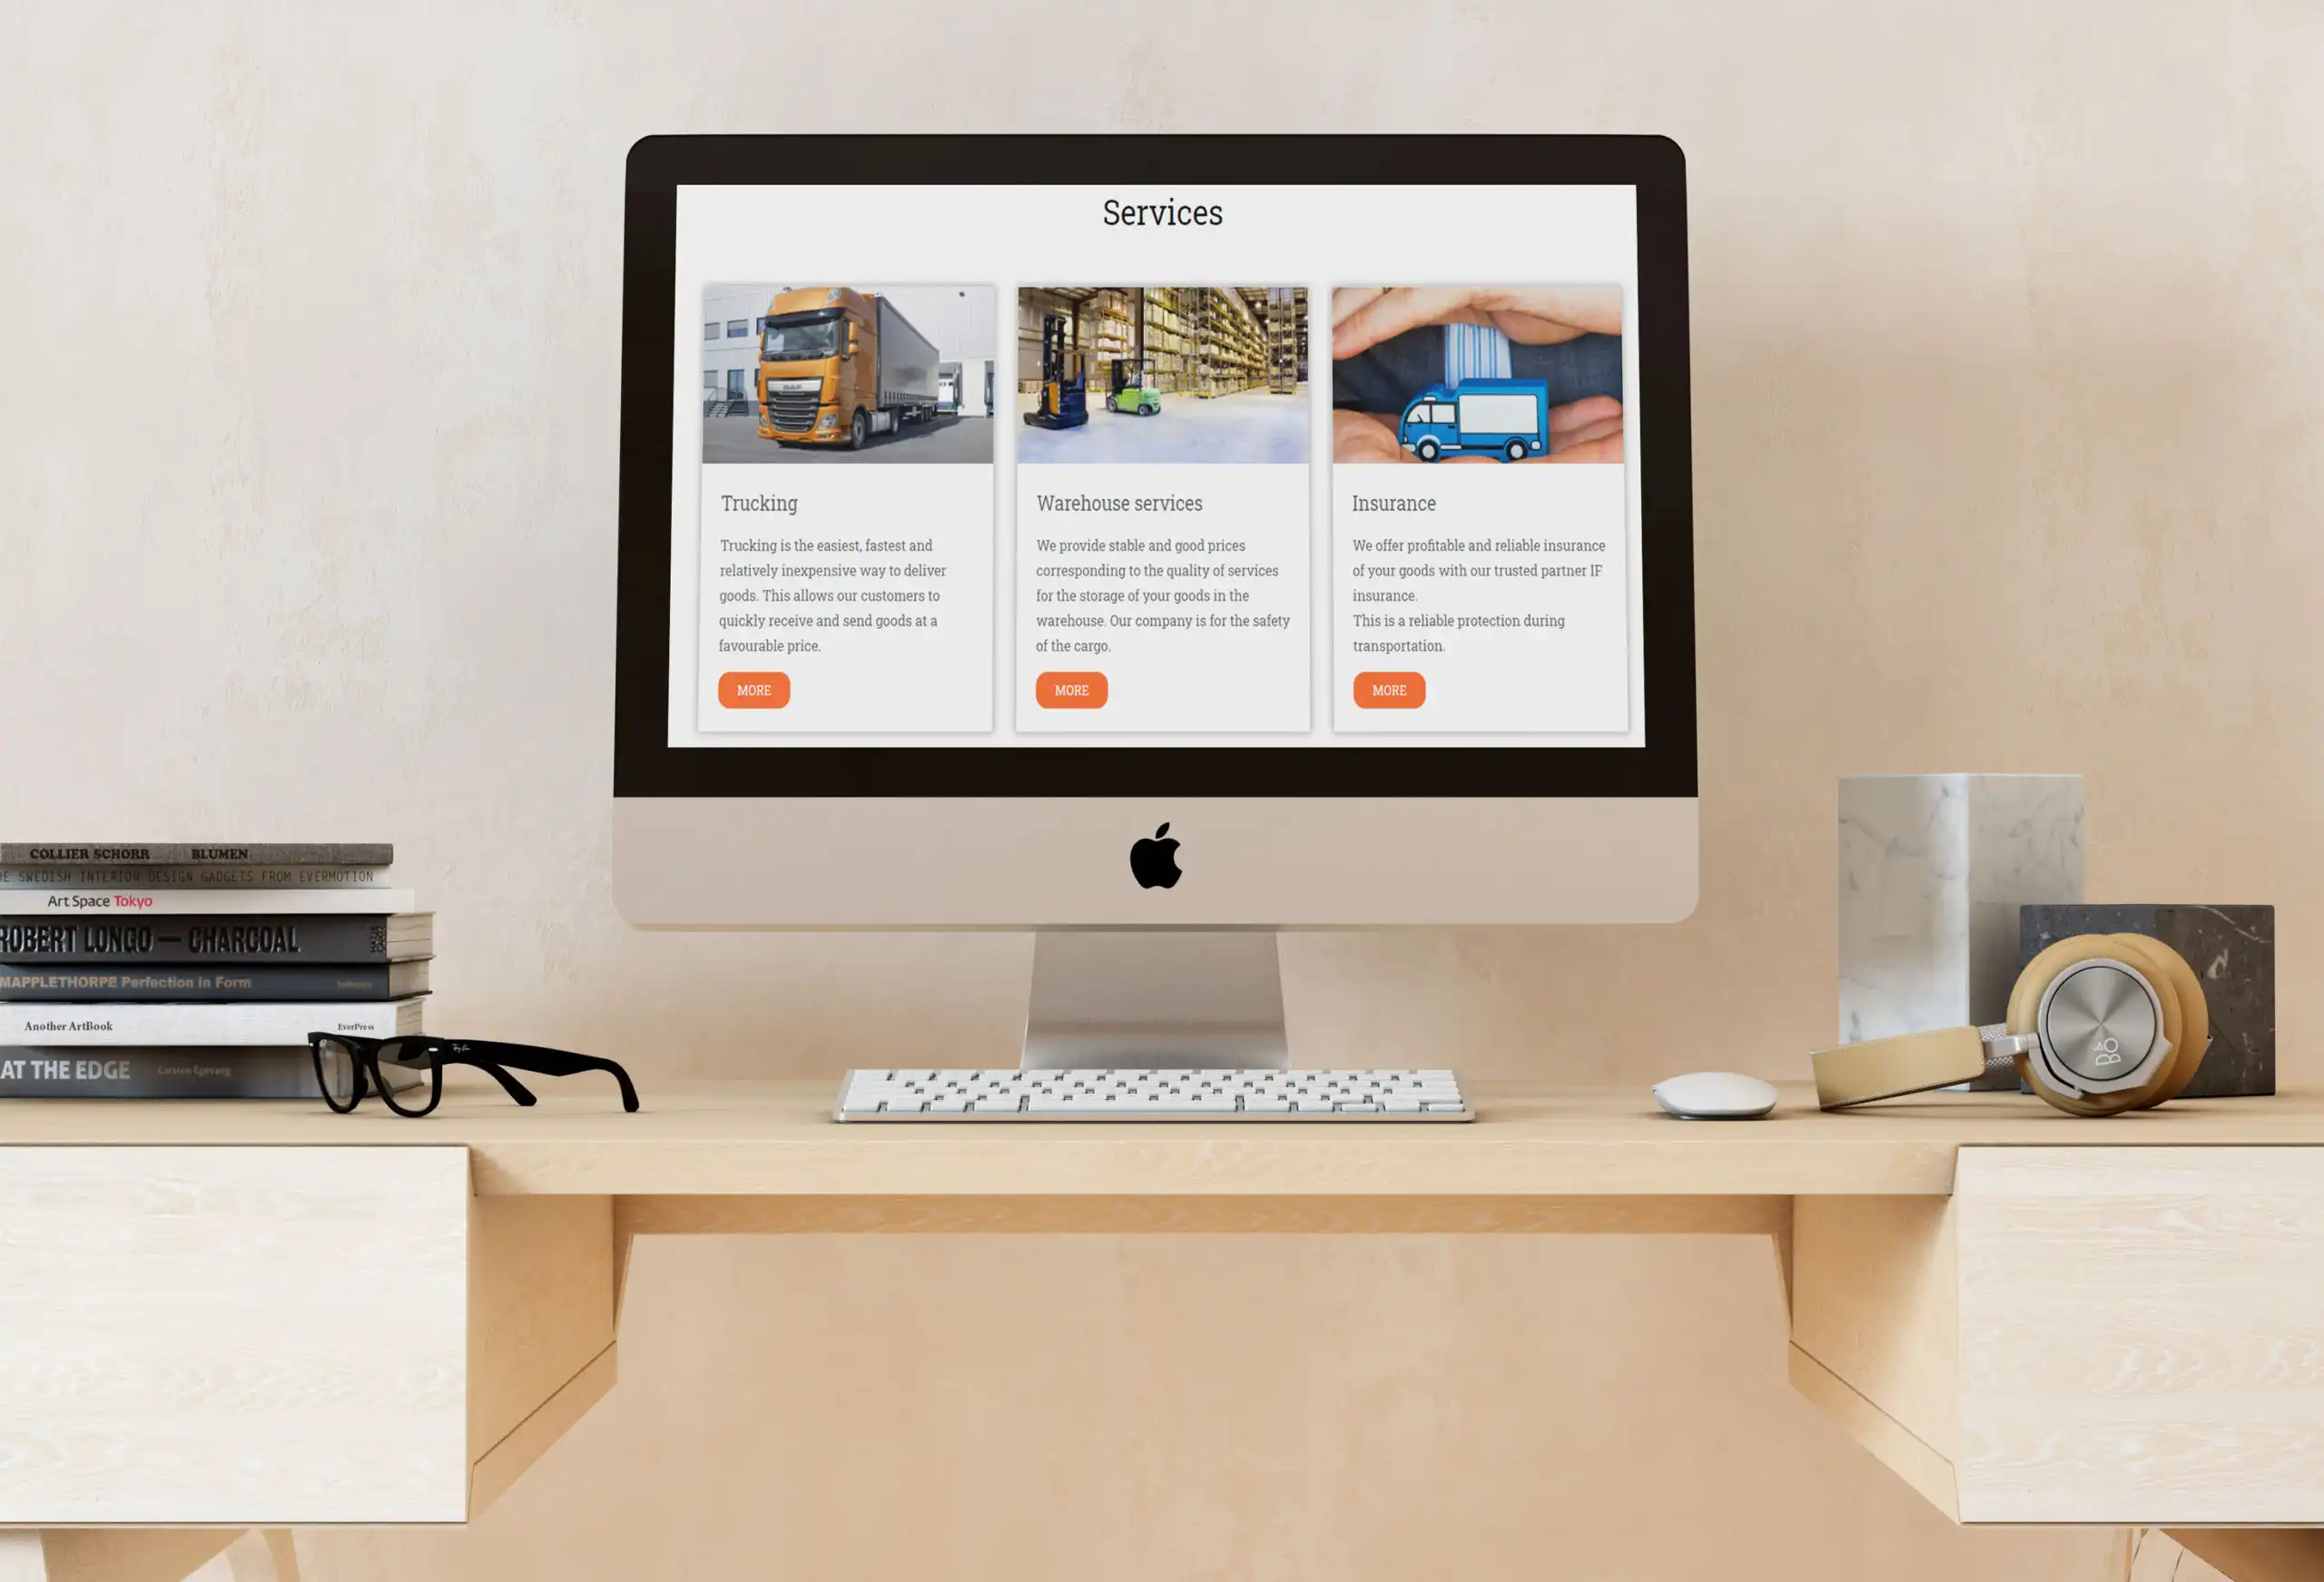 Services
Trucking
Trucking is the easiest, fastest and
relatively inexpensive way to deliver
goods. This allows our customers to
quickly receive and send goods at a
favourable price.
MORE
Warehouse services
We provide stable and good prices
corresponding to the quality of services
for the storage of your goods in the
warehouse. Our company is for the safety
of the cargo.
MORE
Insurance
We offer profitable and reliable insurance
of your goods with our trusted partner IF
insurance.
This is a reliable protection during
transportation.
MORE
COLLIER SCHORR BLUMEN
SWEDISH INTERIOR DESIGN GADGETS FROM EVERMOTION
Art Space Tokyo
ROBERT LONGO — CHARCOAL
MAPPLETHORPE Perfection in Form
Another ArtBook EverPress
AT THE EDGE Carsten Egevang
Ray-Ban
B&O